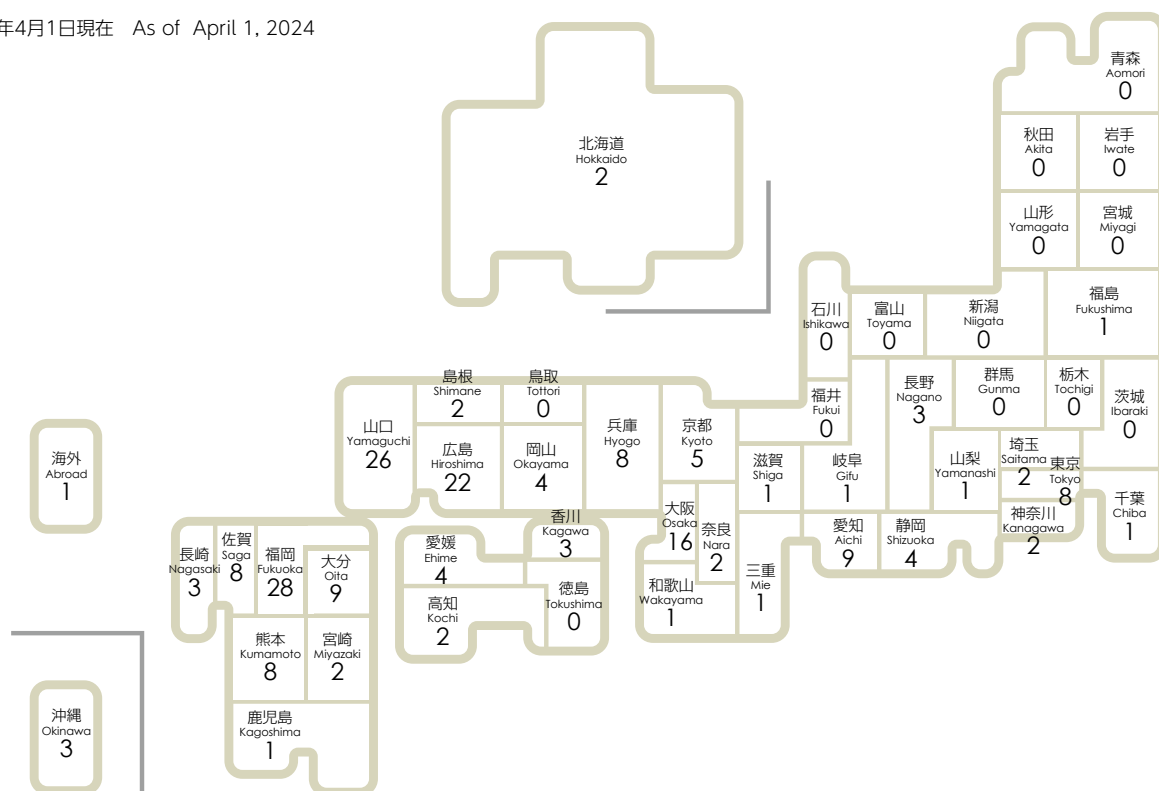 年4月1日現在 As of April 1, 2024
青森
Aomori
0
北海道
Hokkaido
2
秋田
Akita
0
岩手
Iwate
0
山形
Yamagata
0
宮城
Miyagi
0
石川
Ishikawa
0
富山
Toyama
0
新潟
Niigata
0
福島
Fukushima
1
島根
Shimane
2
鳥取
Tottori
0
長野
Nagano
3
群馬
Gunma
0
栃木
Tochigi
0
茨城
Ibaraki
0
山口
Yamaguchi
26
広島
Hiroshima
22
岡山
Okayama
4
兵庫
Hyogo
8
京都
Kyoto
5
福井
Fukui
0
海外
Abroad
1
滋賀
Shiga
1
岐阜
Gifu
1
山梨
Yamanashi
1
埼玉
Saitama
2
東京
Tokyo
8
千葉
Chiba
1
神奈川
Kanagawa
2
長崎
Nagasaki
3
佐賀
Saga
8
福岡
Fukuoka
28
大分
Oita
9
愛媛
Ehime
4
香川
Kagawa
3
大阪
Osaka
16
奈良
Nara
2
三重
Mie
1
愛知
Aichi
9
静岡
Shizuoka
4
高知
Kochi
2
徳島
Tokushima
0
和歌山
Wakayama
1
熊本
Kumamoto
8
宮崎
Miyazaki
2
沖縄
Okinawa
3
鹿児島
Kagoshima
1